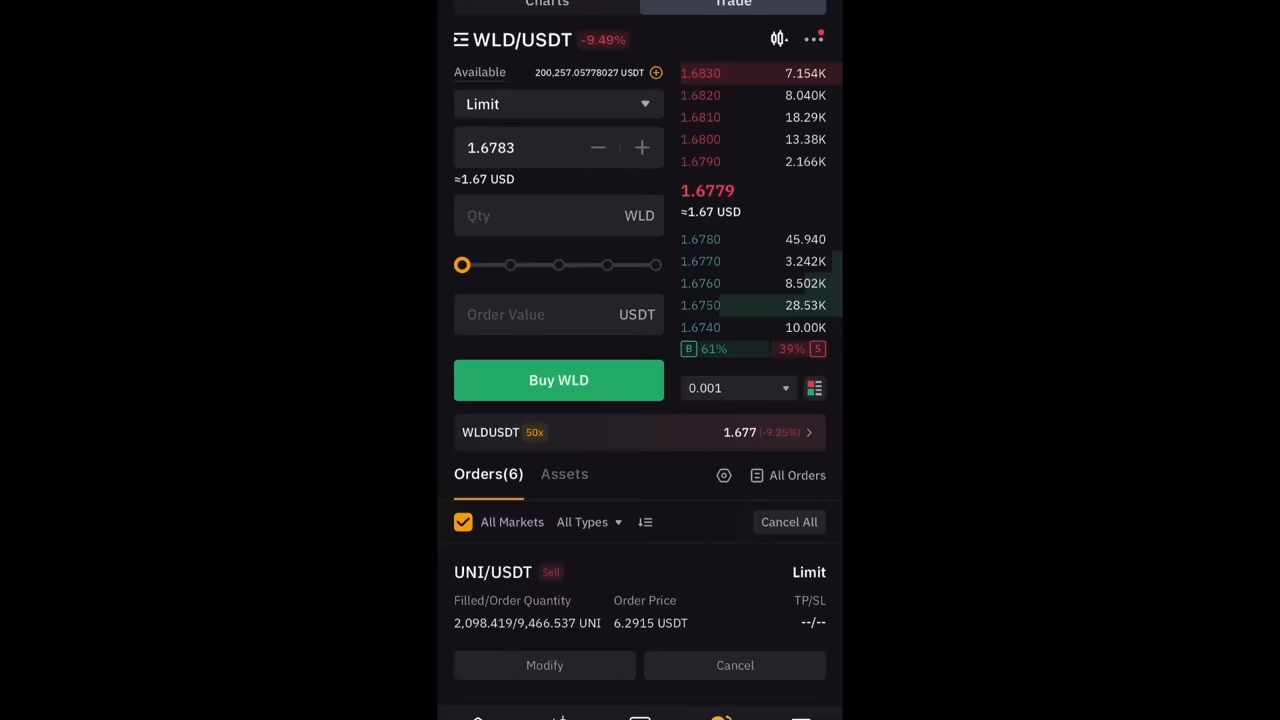 Charts Trade
WLD/USDT -9.49%
Available 200,257.05778027 USDT
Limit
1.6783
≈1.67 USD
Qty WLD
Order Value USDT
Buy WLD
1.6830 7.154K
1.6820 8.040K
1.6810 18.29K
1.6800 13.38K
1.6790 2.166K
1.6779
≈1.67 USD
1.6780 45.940
1.6770 3.242K
1.6760 8.502K
1.6750 28.53K
1.6740 10.00K
B 61% 39% S
0.001
WLDUSDT 50x 1.677 (-9.25%)
Orders(6) Assets All Orders
All Markets All Types Cancel All
UNI/USDT Sell Limit
Filled/Order Quantity Order Price TP/SL
2,098.419/9,466.537 UNI 6.2915 USDT --/--
Modify Cancel